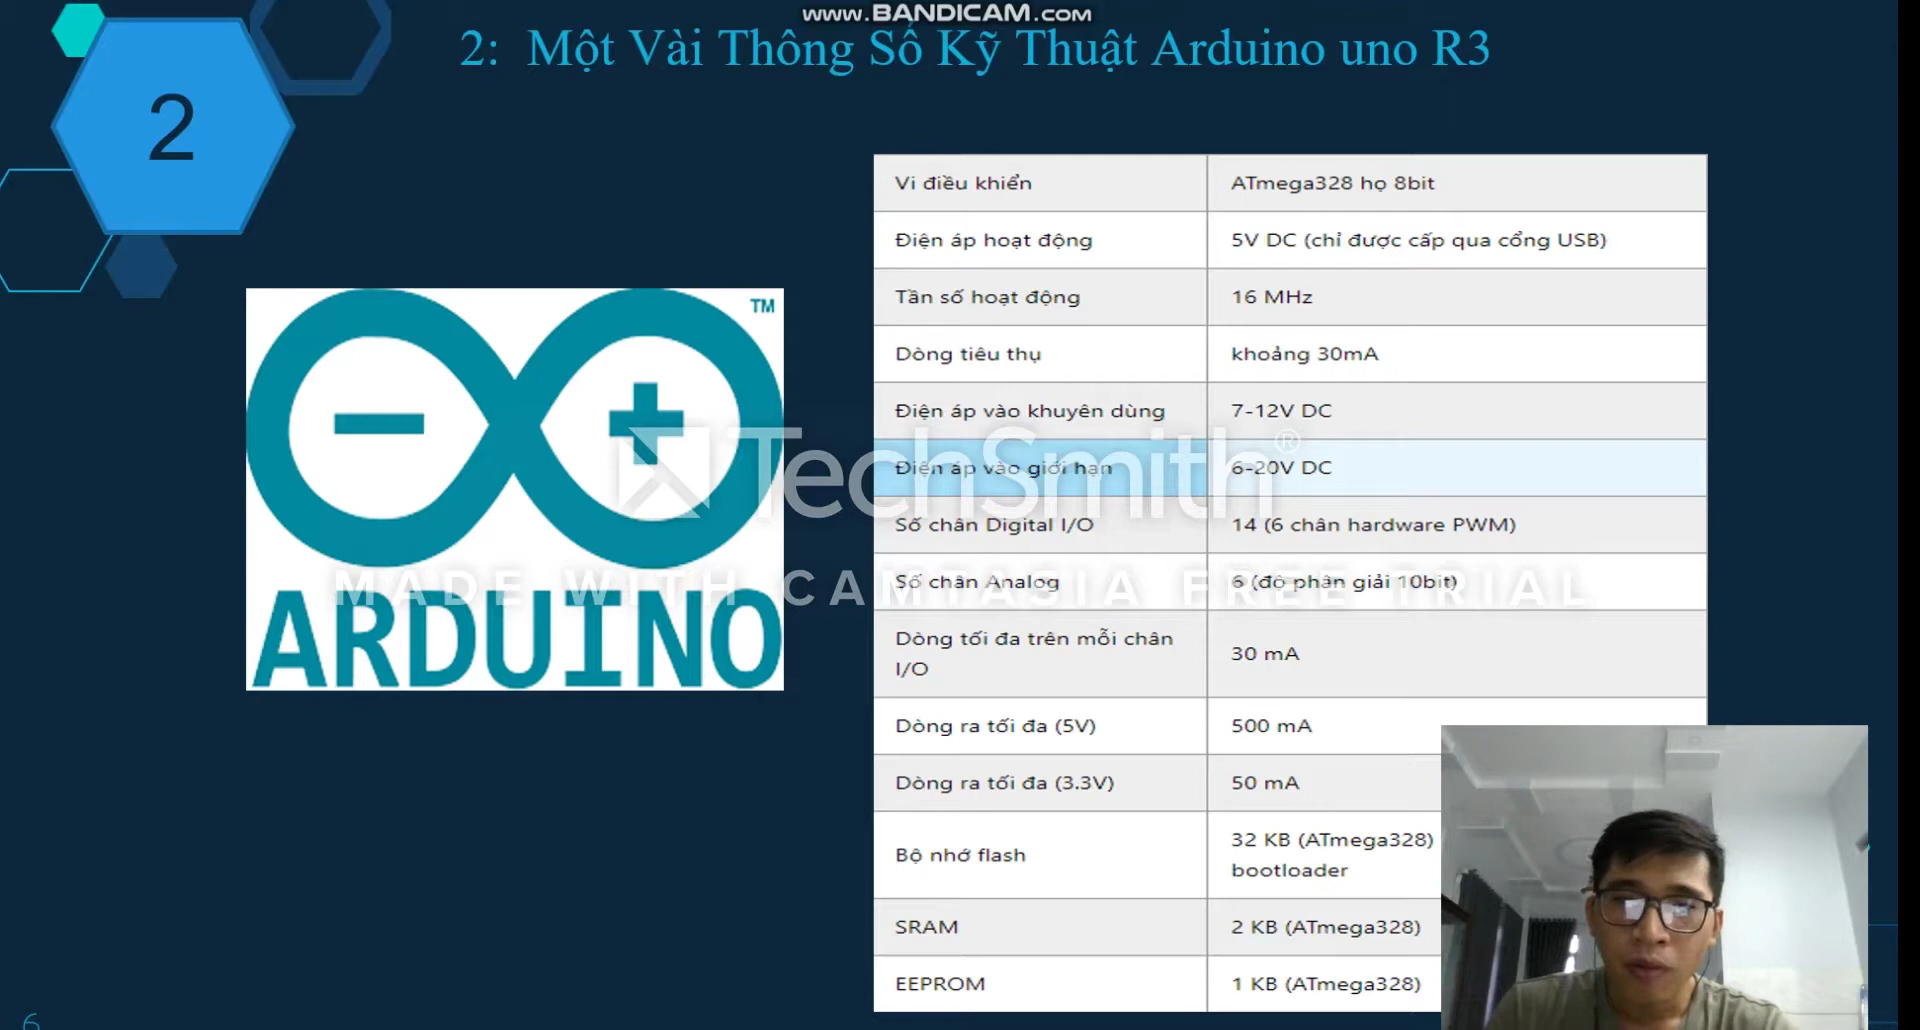 www.BANDICAM.com
2: Một Vài Thông Số Kỹ Thuật Arduino uno R3
2
Vi điều khiển ATmega328 họ 8bit
Điện áp hoạt động 5V DC (chỉ được cấp qua cổng USB)
Tần số hoạt động 16 MHz
Dòng tiêu thụ khoảng 30mA
Điện áp vào khuyên dùng 7-12V DC
Điện áp vào giới hạn 6-20V DC
Số chân Digital I/O 14 (6 chân hardware PWM)
Số chân Analog 6 (độ phân giải 10bit)
Dòng tối đa trên mỗi chân
I/O
30 mA
Dòng ra tối đa (5V) 500 mA
Dòng ra tối đa (3.3V) 50 mA
Bộ nhớ flash
32 KB (ATmega328)
bootloader
SRAM 2 KB (ATmega328)
EEPROM 1 KB (ATmega328)
TM
ARDUINO
TechSmith®
MADE WITH CAMTASIA FREE TRIAL
6